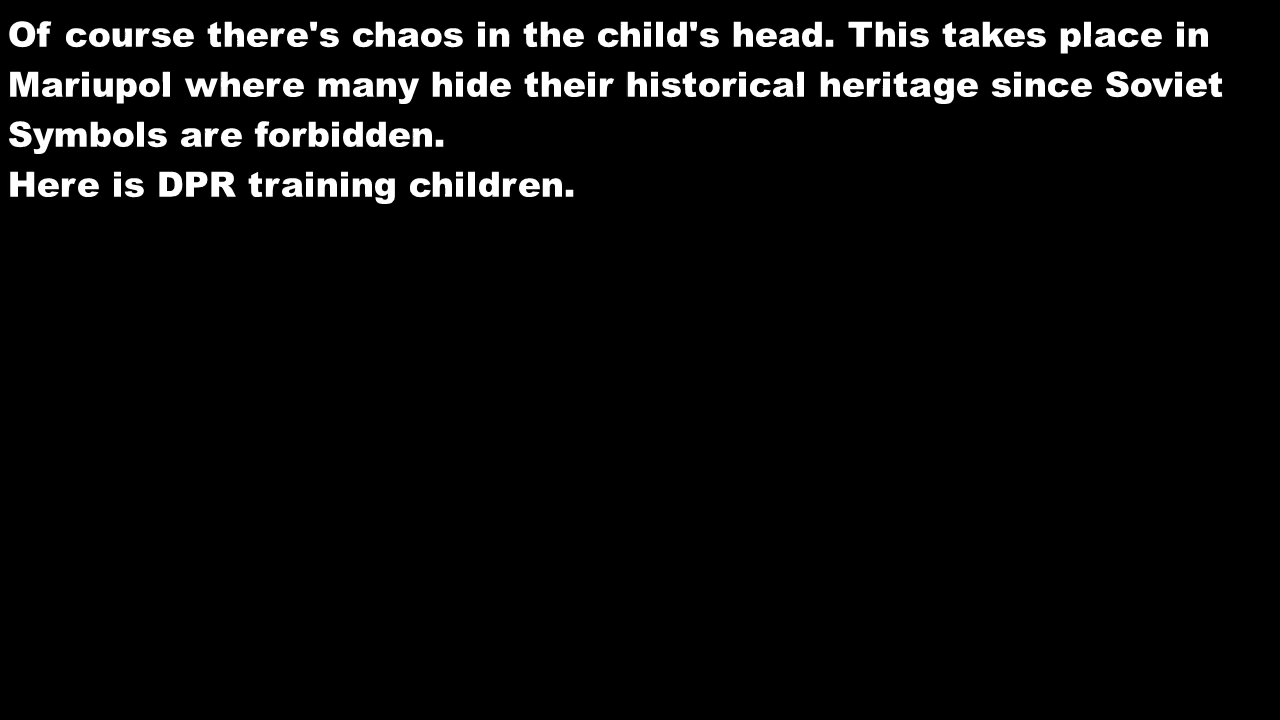 Of course there's chaos in the child's head. This takes place in
Mariupol where many hide their historical heritage since Soviet
Symbols are forbidden.
Here is DPR training children.